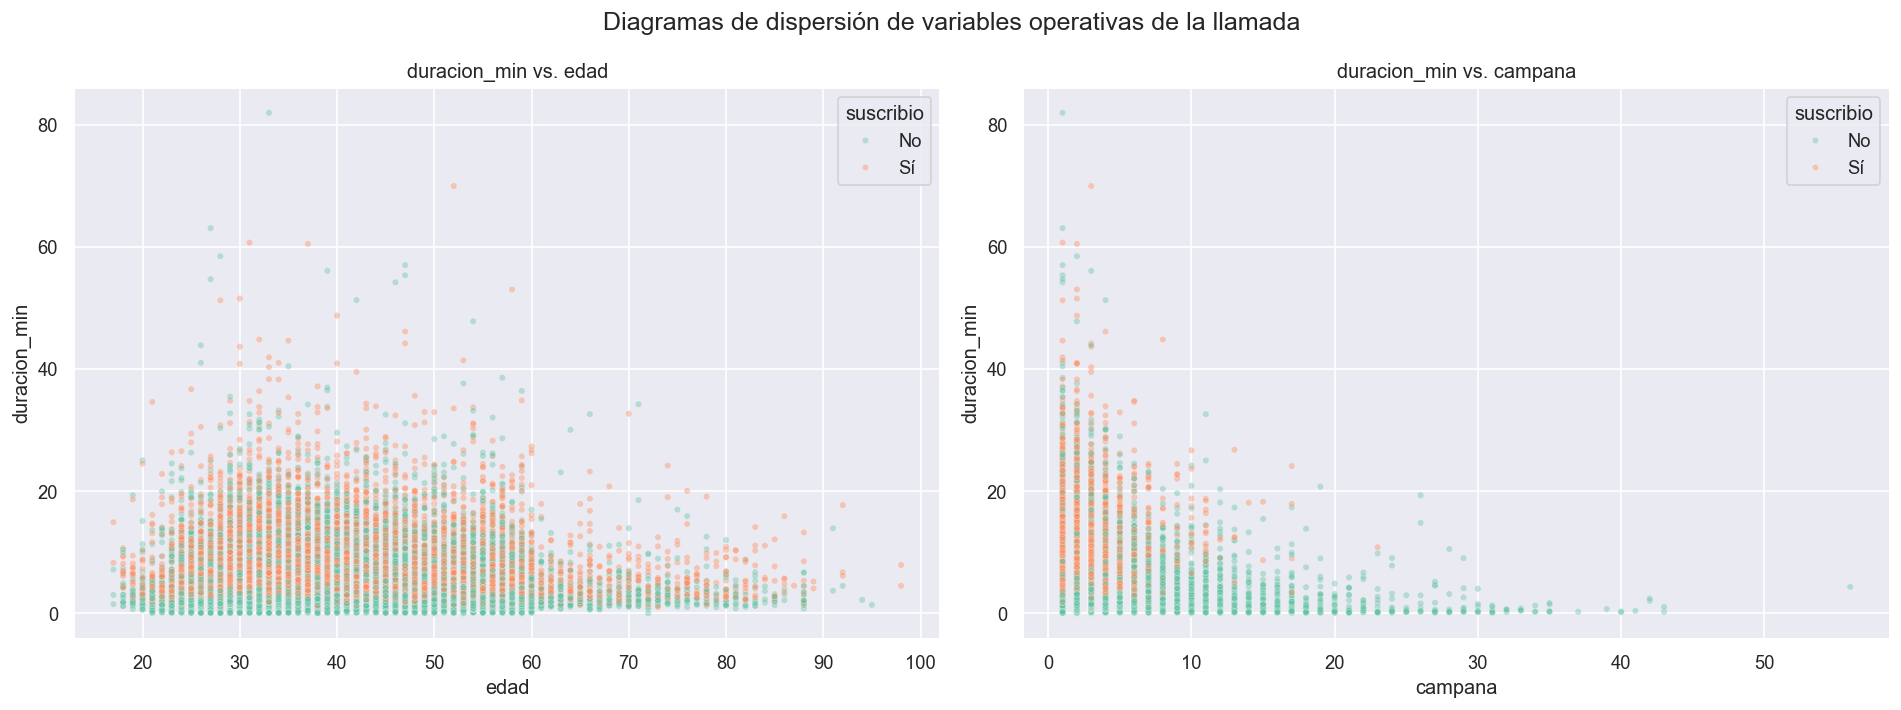 Diagramas de dispersión de variables operativas de la llamada
duracion_min vs. edad
duracion_min
80
60
40
20
0
20 30 40 50 60 70 80 90 100
edad
suscribio
No
Sí
duracion_min vs. campana
duracion_min
80
60
40
20
0
0 10 20 30 40 50
campana
suscribio
No
Sí